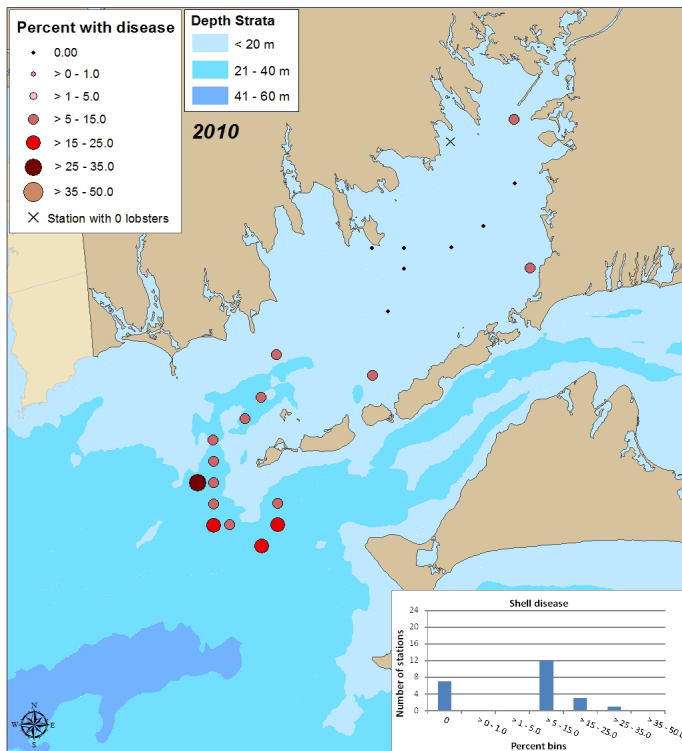 Percent with disease
0.00
> 0 - 1.0
> 1 - 5.0
> 5 - 15.0
> 15 - 25.0
> 25 - 35.0
> 35 - 50.0
Station with 0 lobsters
Depth Strata
< 20 m
21 - 40 m
41 - 60 m
2010
Shell disease
Number of stations
24
20
16
12
8
4
0
0
> 0 - 1.0
> 1 - 5.0
> 5 - 15.0
> 15 - 25.0
> 25 - 35.0
> 35 - 50.0
Percent bins
N
W E
S